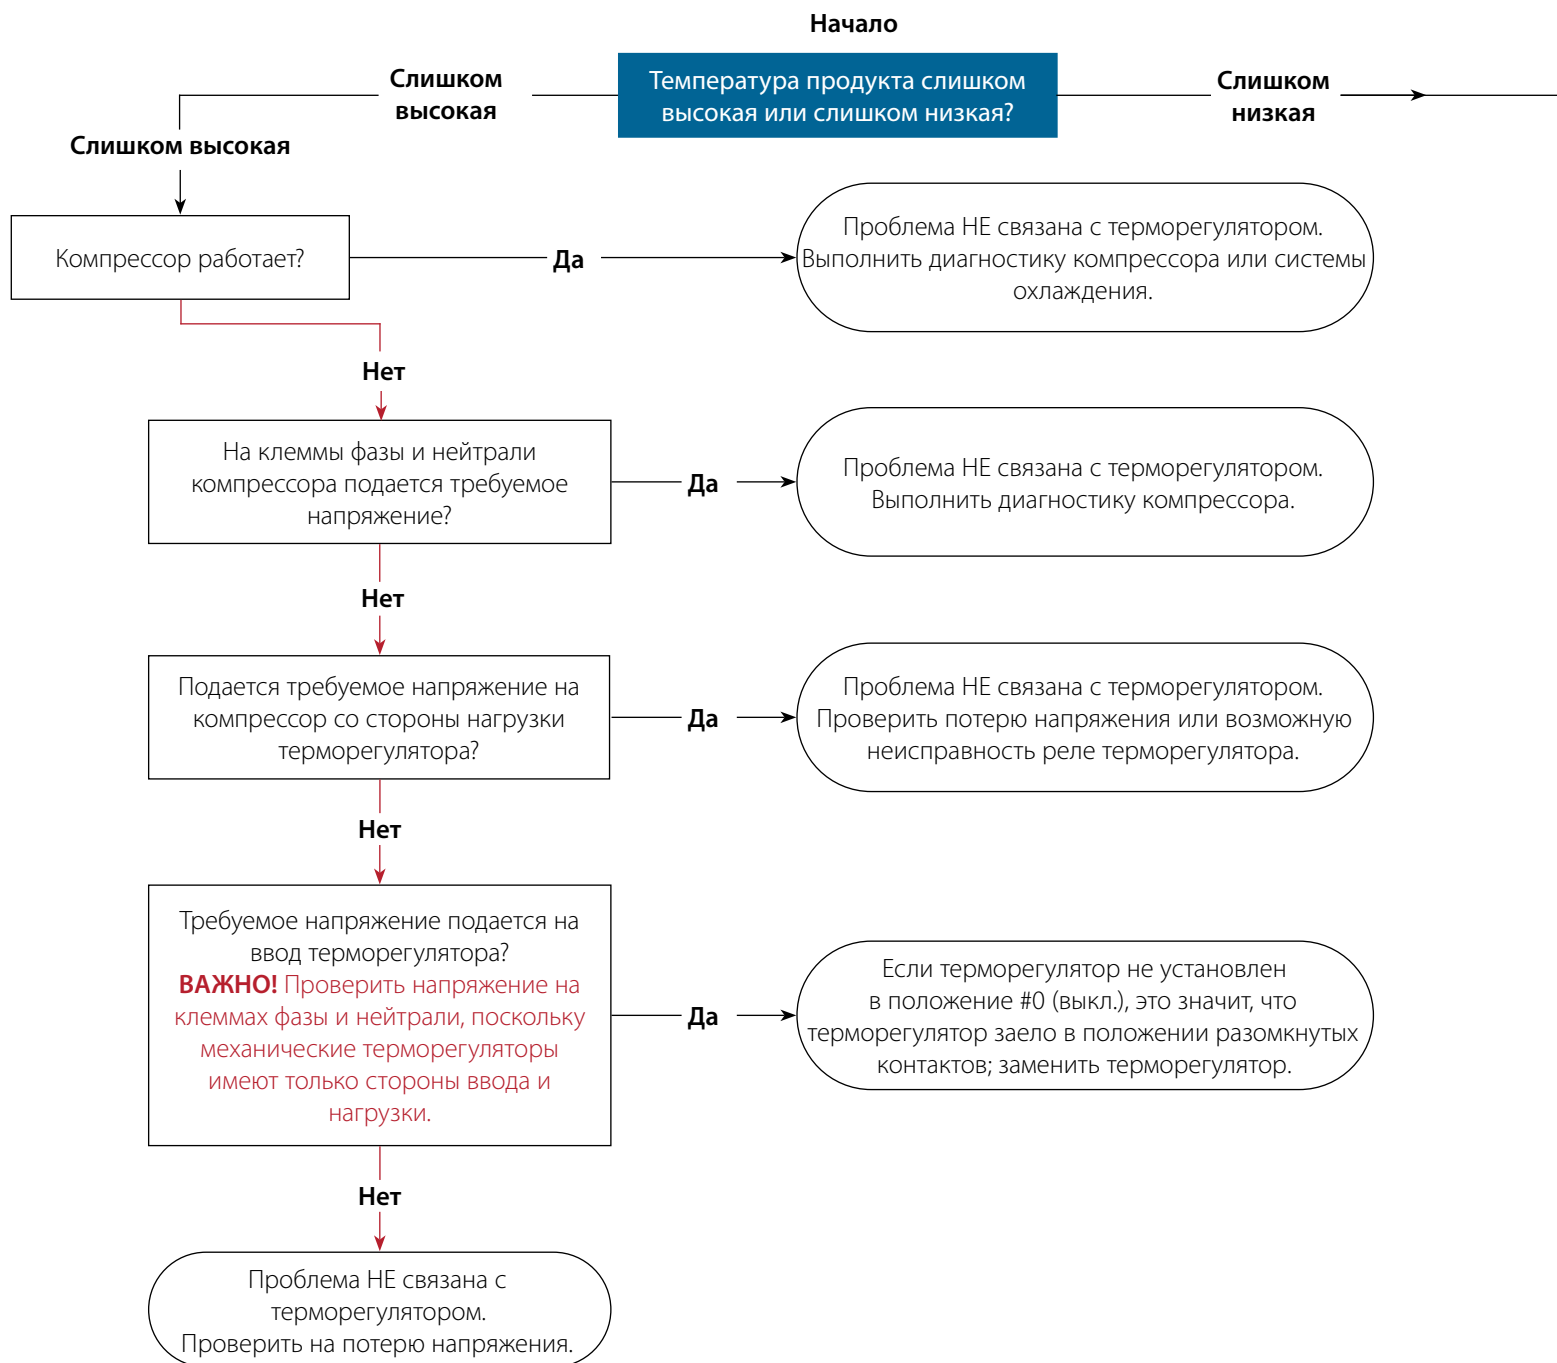 Начало
Слишком
высокая
Температура продукта слишком
высокая или слишком низкая?
Слишком
низкая
Слишком высокая
Компрессор работает?
Да
Проблема НЕ связана с терморегулятором.
Выполнить диагностику компрессора или системы
охлаждения.
Нет
На клеммы фазы и нейтрали
компрессора подается требуемое
напряжение?
Да
Проблема НЕ связана с терморегулятором.
Выполнить диагностику компрессора.
Нет
Подается требуемое напряжение на
компрессор со стороны нагрузки
терморегулятора?
Да
Проблема НЕ связана с терморегулятором.
Проверить потерю напряжения или возможную
неисправность реле терморегулятора.
Нет
Требуемое напряжение подается на
ввод терморегулятора?
ВАЖНО! Проверить напряжение на
клеммах фазы и нейтрали, поскольку
механические терморегуляторы
имеют только стороны ввода и
нагрузки.
Да
Если терморегулятор не установлен
в положение #0 (выкл.), это значит, что
терморегулятор заело в положении разомкнутых
контактов; заменить терморегулятор.
Нет
Проблема НЕ связана с
терморегулятором.
Проверить на потерю напряжения.